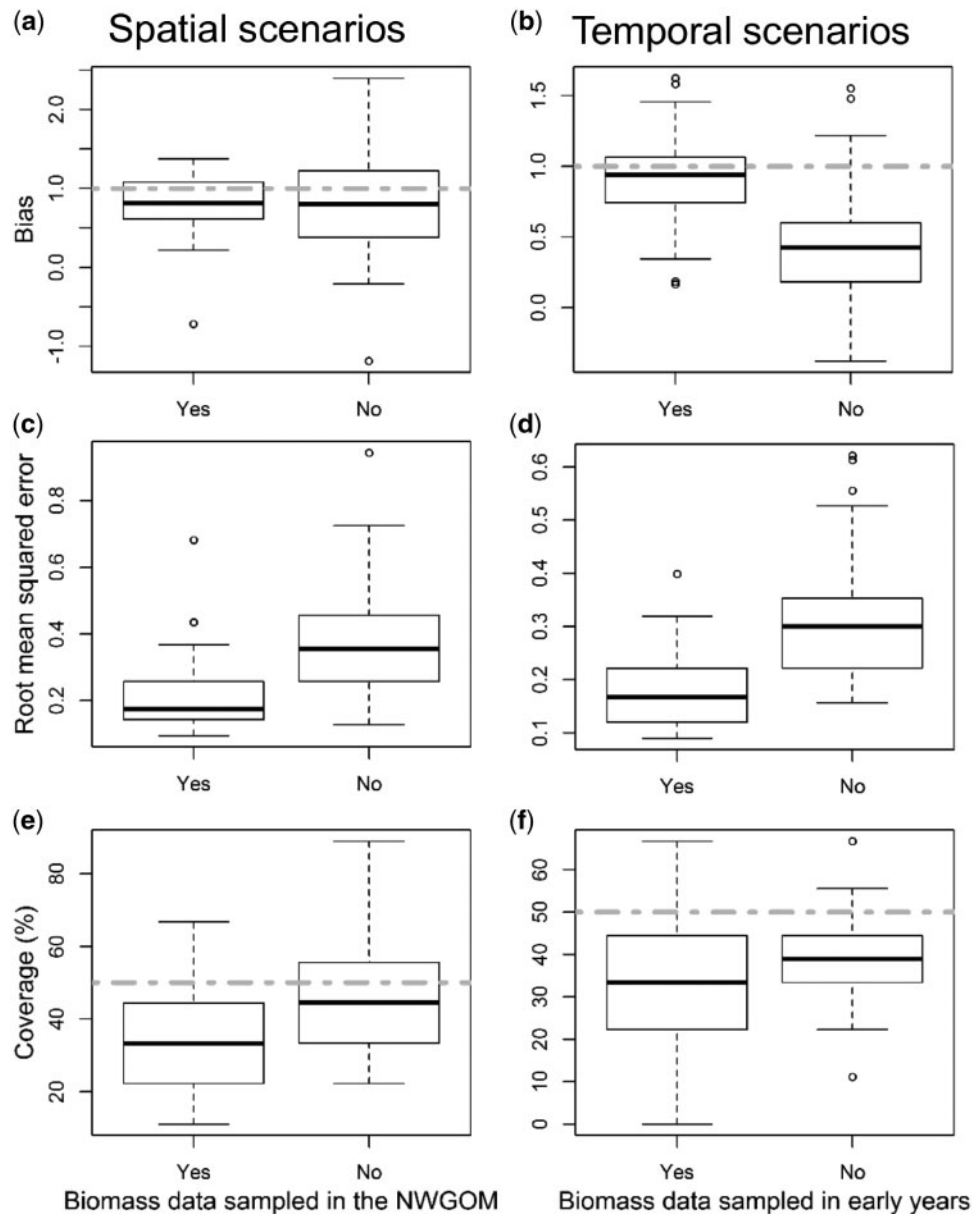 (a) Spatial scenarios
(b) Temporal scenarios
Bias
2.0
1.0
0.0
-1.0
Yes
No
1.5
1.0
0.5
0.0
Yes
No
(c)
Root mean squared error
0.8
0.6
0.4
0.2
Yes
No
(d)
0.6
0.5
0.4
0.3
0.2
0.1
Yes
No
(e)
Coverage (%)
80
60
40
20
Yes
No
Biomass data sampled in the NWGOM
(f)
60
50
40
30
20
10
0
Yes
No
Biomass data sampled in early years